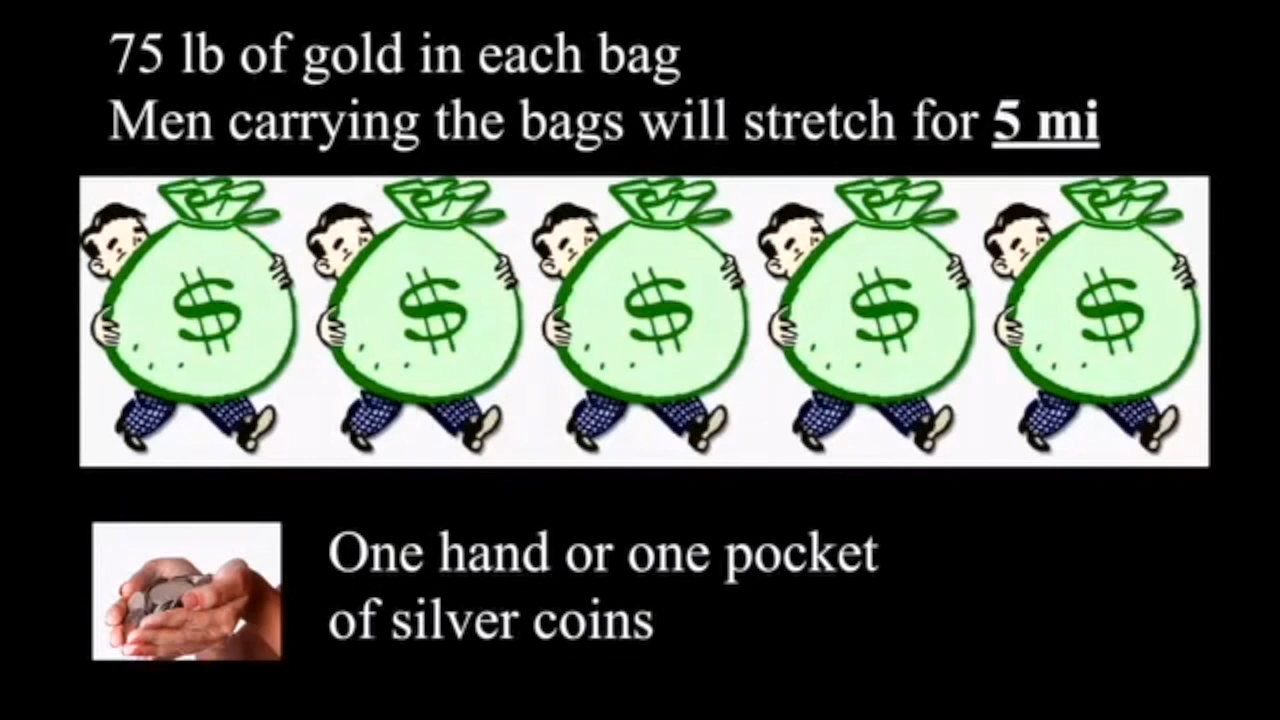 75 lb of gold in each bag
Men carrying the bags will stretch for 5 mi
$ $ $ $ $
One hand or one pocket
of silver coins